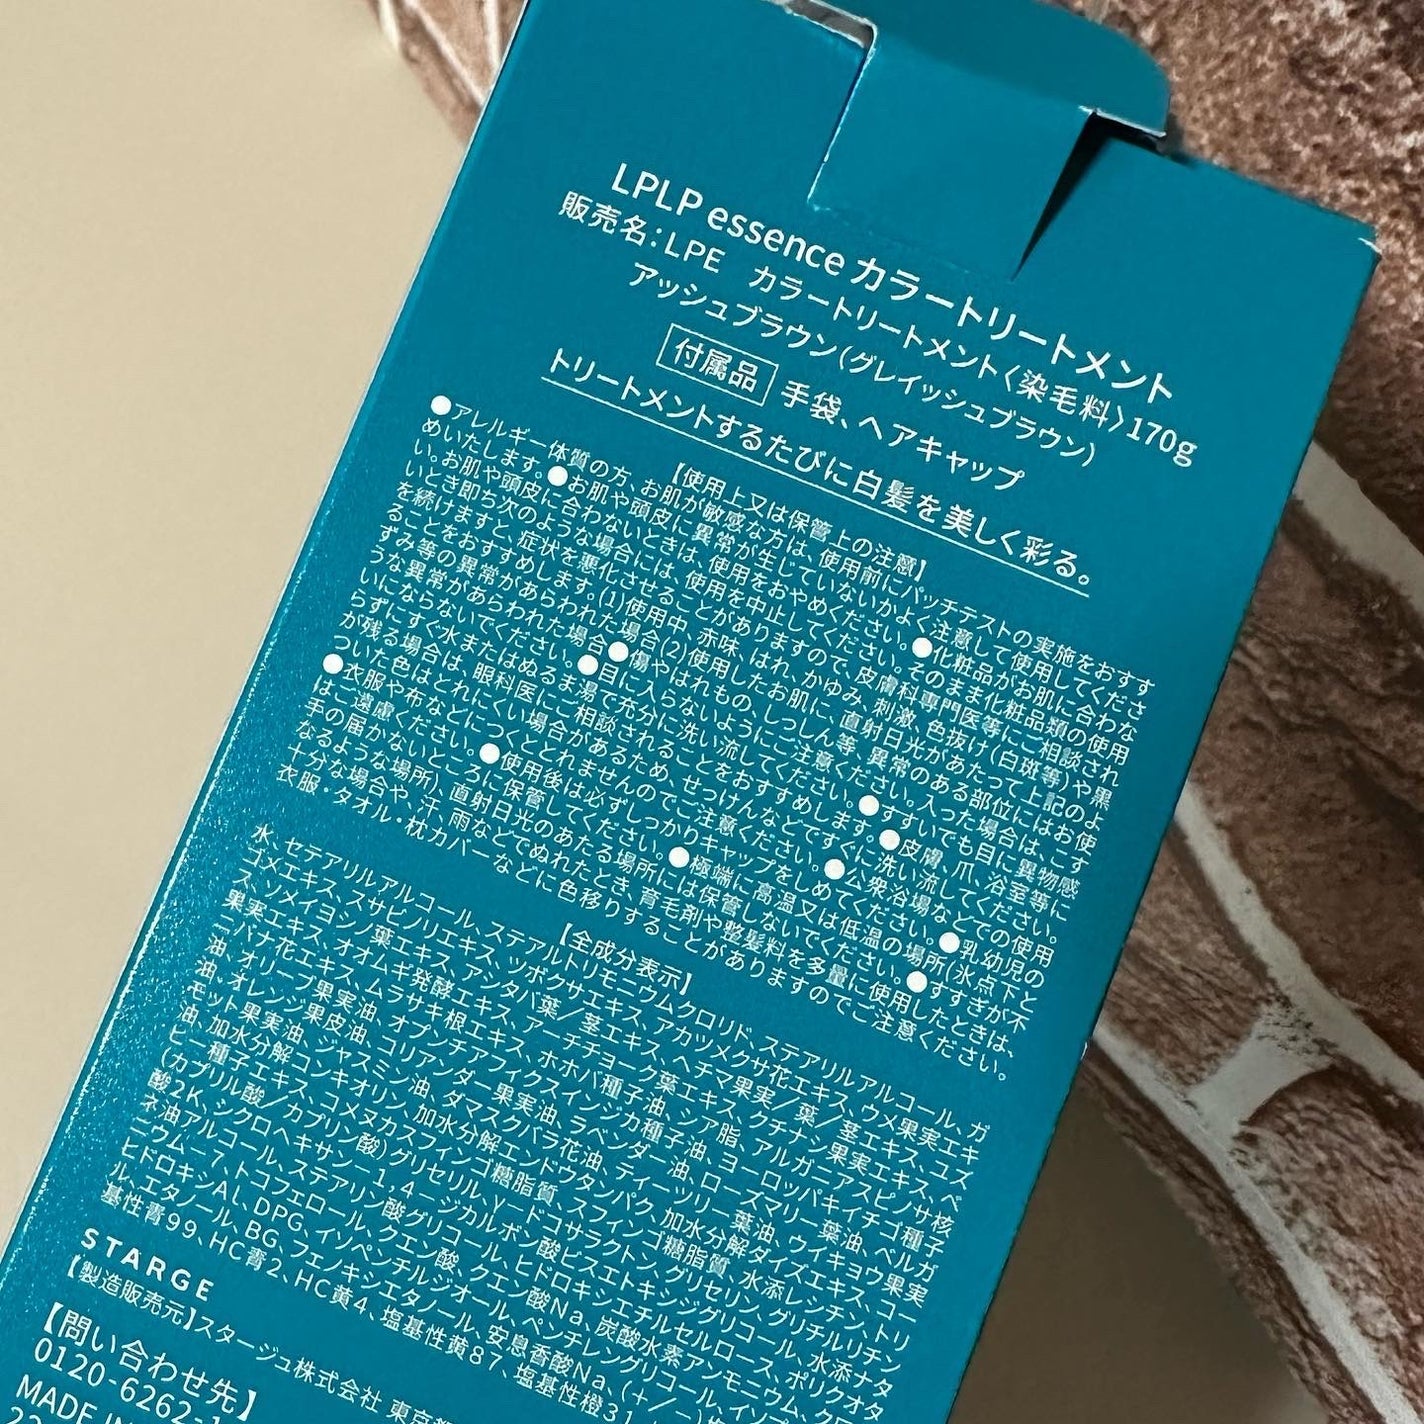 LPLP essence カラートリートメント
販売名：LPE　カラートリートメント〈染毛料〉170g
アッシュブラウン（グレイッシュブラウン）
付属品 手袋、ヘアキャップ
トリートメントするたびに白髪を美しく彩る。
【使用上又は保管上の注意】
●アレルギー体質の方、お肌が敏感な方は、使用前にパッチテストの実施をおすす
めいたします。●お肌や頭皮に異常が生じていないかよく注意して使用してくださ
い。お肌や頭皮に合わないときは、使用をおやめください。●化粧品がお肌に合わな
いとき即ち次のような場合には、使用を中止してください。そのまま化粧品類の使用
を続けますと、症状を悪化させることがありますので、皮膚科専門医等にご相談され
ることをおすすめします。(1)使用中、赤味、はれ、かゆみ、刺激、色抜け(白斑等)や黒
ずみ等の異常があらわれた場合(2)使用したお肌に、直射日光があたって上記のよ
うな異常があらわれた場合●傷やはれもの、しっしん等、異常のある部位にはお使
いにならないでください。●目に入らないようにご注意ください。入った場合は、こす
らずにすぐ水またはぬるま湯で充分に洗い流してください。●すすいでも目に異物感
が残る場合は、眼科医にご相談されることをおすすめします。●皮膚、爪、浴室等に
ついた色はとれにくい場合があるため、せっけんなどですぐに洗い流してください。
●衣服や布などにつくととれませんのでご注意ください。●公衆浴場などでの使用
はご遠慮ください。●使用後は必ずしっかりキャップをしめてください。●乳幼児の
手の届かないところに保管してください。●極端に高温又は低温の場所(氷点下と
なるような場所)、直射日光のあたる場所には保管しないでください。●すすぎが不
十分な場合や、汗、雨などでぬれたとき、育毛剤や整髪料を多量に使用したときは、
衣服・タオル・枕カバーなどに色移りすることがありますのでご注意ください。
【全成分表示】
水、セテアリルアルコール、ステアルトリモニウムクロリド、ステアリルアルコール、ガ
ゴメエキス、スサビノリエキス、ツボクサエキス、アカツメクサ花エキス、ウメ果実エキ
ス、ソメイヨシノ葉エキス、アシタバ葉／茎エキス、ヘチマ果実／葉／茎エキス、ユズ
果実エキス、オオムギ発酵エキス、アーチチョーク葉エキス、クチナシ果実エキス、ベ
ニバナ花エキス、ムラサキ根エキス、ホホバ種子油、シア脂、アルガニアスピノサ核
油、オリーブ果実油、オプンチアフィクスインジカ種子油、ヨーロッパキイチゴ種子
油、オレンジ果皮油、コリアンダー果実油、ラベンダー油、ローズマリー葉油、ベルガ
モット果実油、ジャスミン油、ダマスクバラ花油、ティーツリー葉油、ウイキョウ果実
油、加水分解コンキオリン、加水分解エンドウタンパク、加水分解ダイズエキス、コー
ヒー種子エキス、コメヌカスフィンゴ糖脂質、スフィンゴ糖脂質、水添レシチン、トリ
(カプリル酸／カプリン酸)グリセリル、γ－ドコサラクトン、グリセリン、グリチルリチン
酸２Ｋ、シクロヘキサン－1,4－ジカルボン酸ビスエトキシジグリコール、水添ナタ
ネ油アルコール、ステアリン酸グリコール、ヒドロキシエチルセルロース、ポリクオタ
ニウム－７、トコフェロール、クエン酸、クエン酸Ｎａ、炭酸水素アンモニウム、
ヒドロキシAL、DPG、イソペンチルジオール、ペンチレングリコール、イソプ
ル、エタノール、BG、フェノキシエタノール、安息香酸Na、(+/−)
基性青９９、HC青２、HC黄４、塩基性黄８７、塩基性橙３１
STARGE
【製造販売元】スタージュ株式会社 東京都
【問い合わせ先】
0120-6262-1
MADE IN